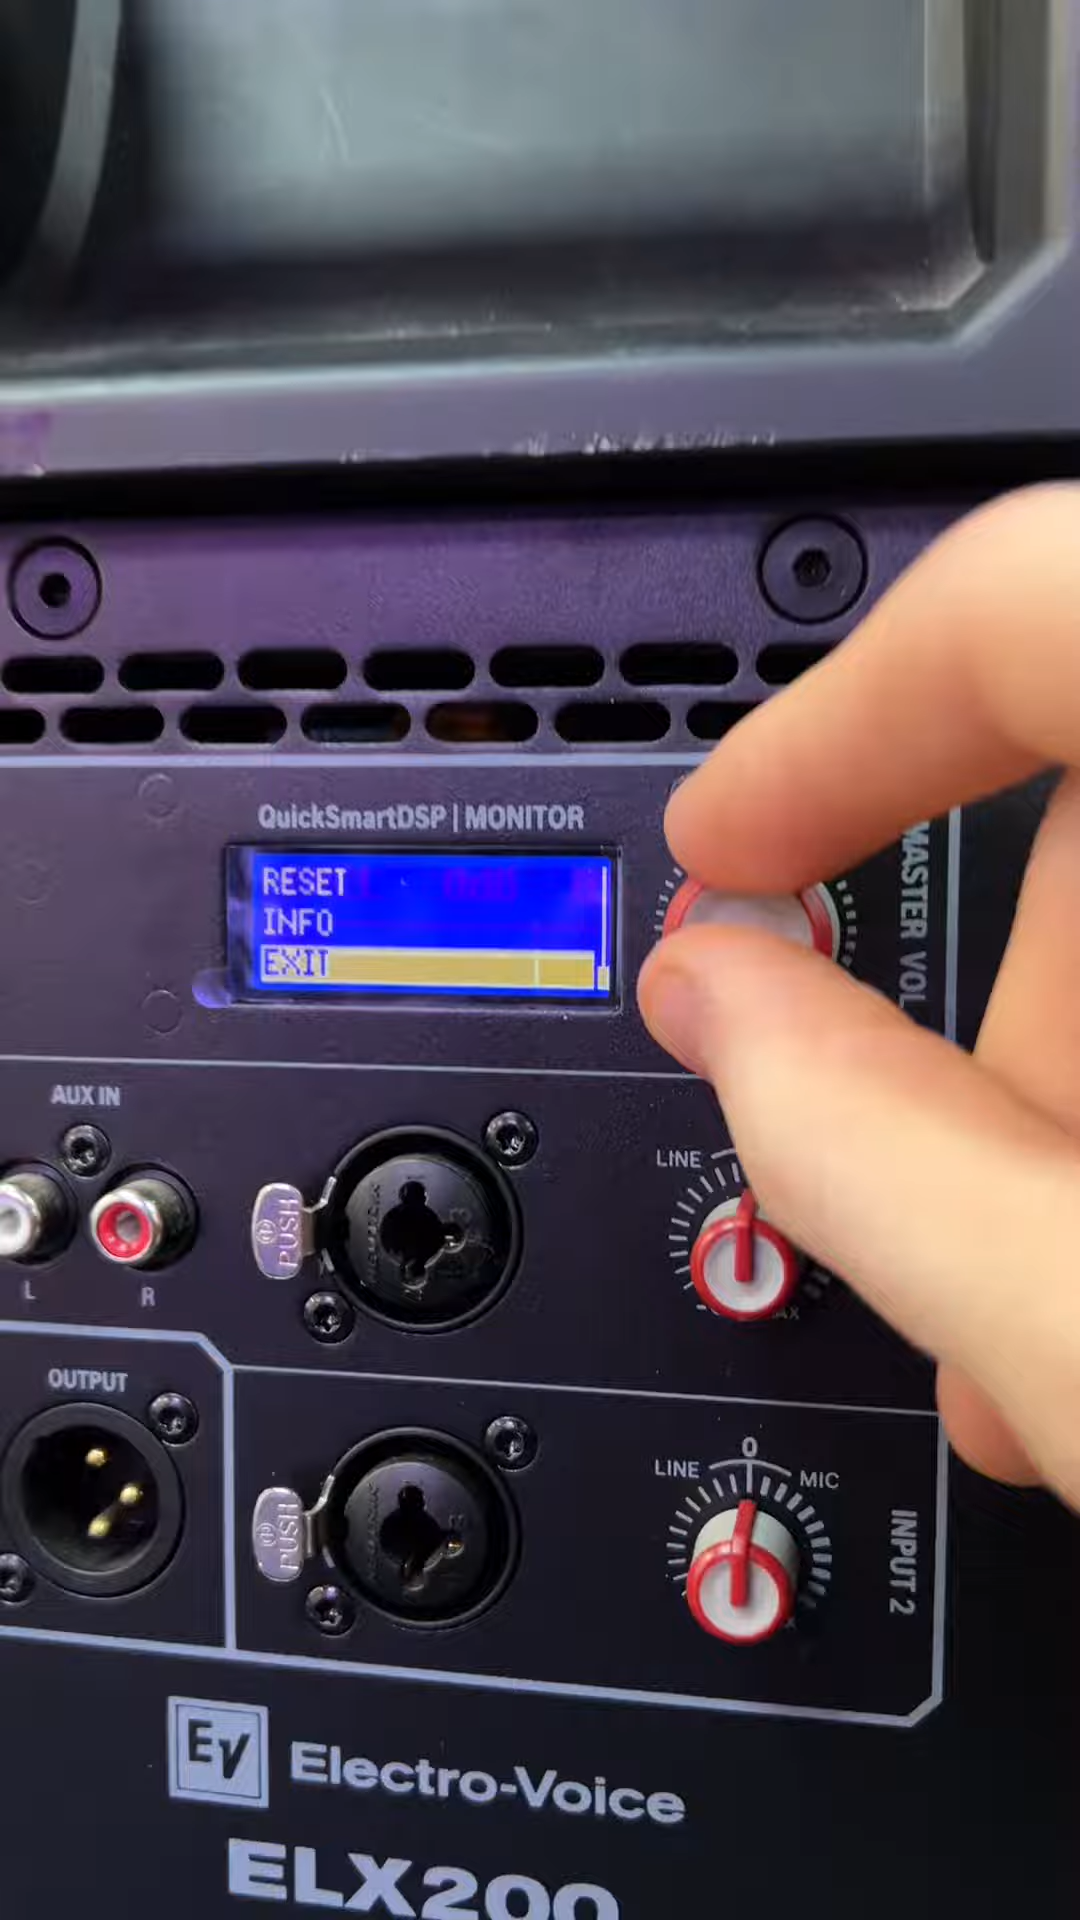 QuickSmartDSP | MONITOR
RESET
INFO
EXIT
MASTER VOL
AUX IN
L
R
PUSH
LINE
OUTPUT
PUSH
LINE
0
MIC
INPUT 2
EV
Electro-Voice
ELX200